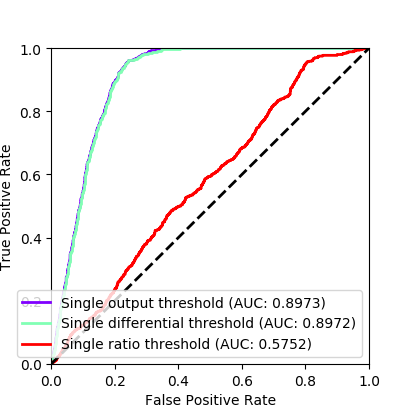 1.0
0.8
0.6
0.4
0.2
0.0
True Positive Rate
Single output threshold (AUC: 0.8973)
Single differential threshold (AUC: 0.8972)
Single ratio threshold (AUC: 0.5752)
0.0 0.2 0.4 0.6 0.8 1.0
False Positive Rate